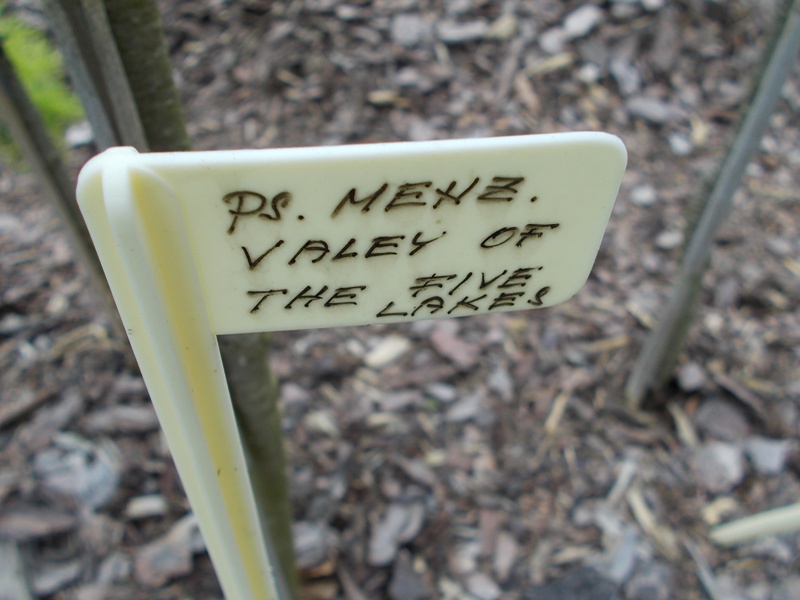 PS. MENZ.
VALEY OF
THE FIVE
LAKES